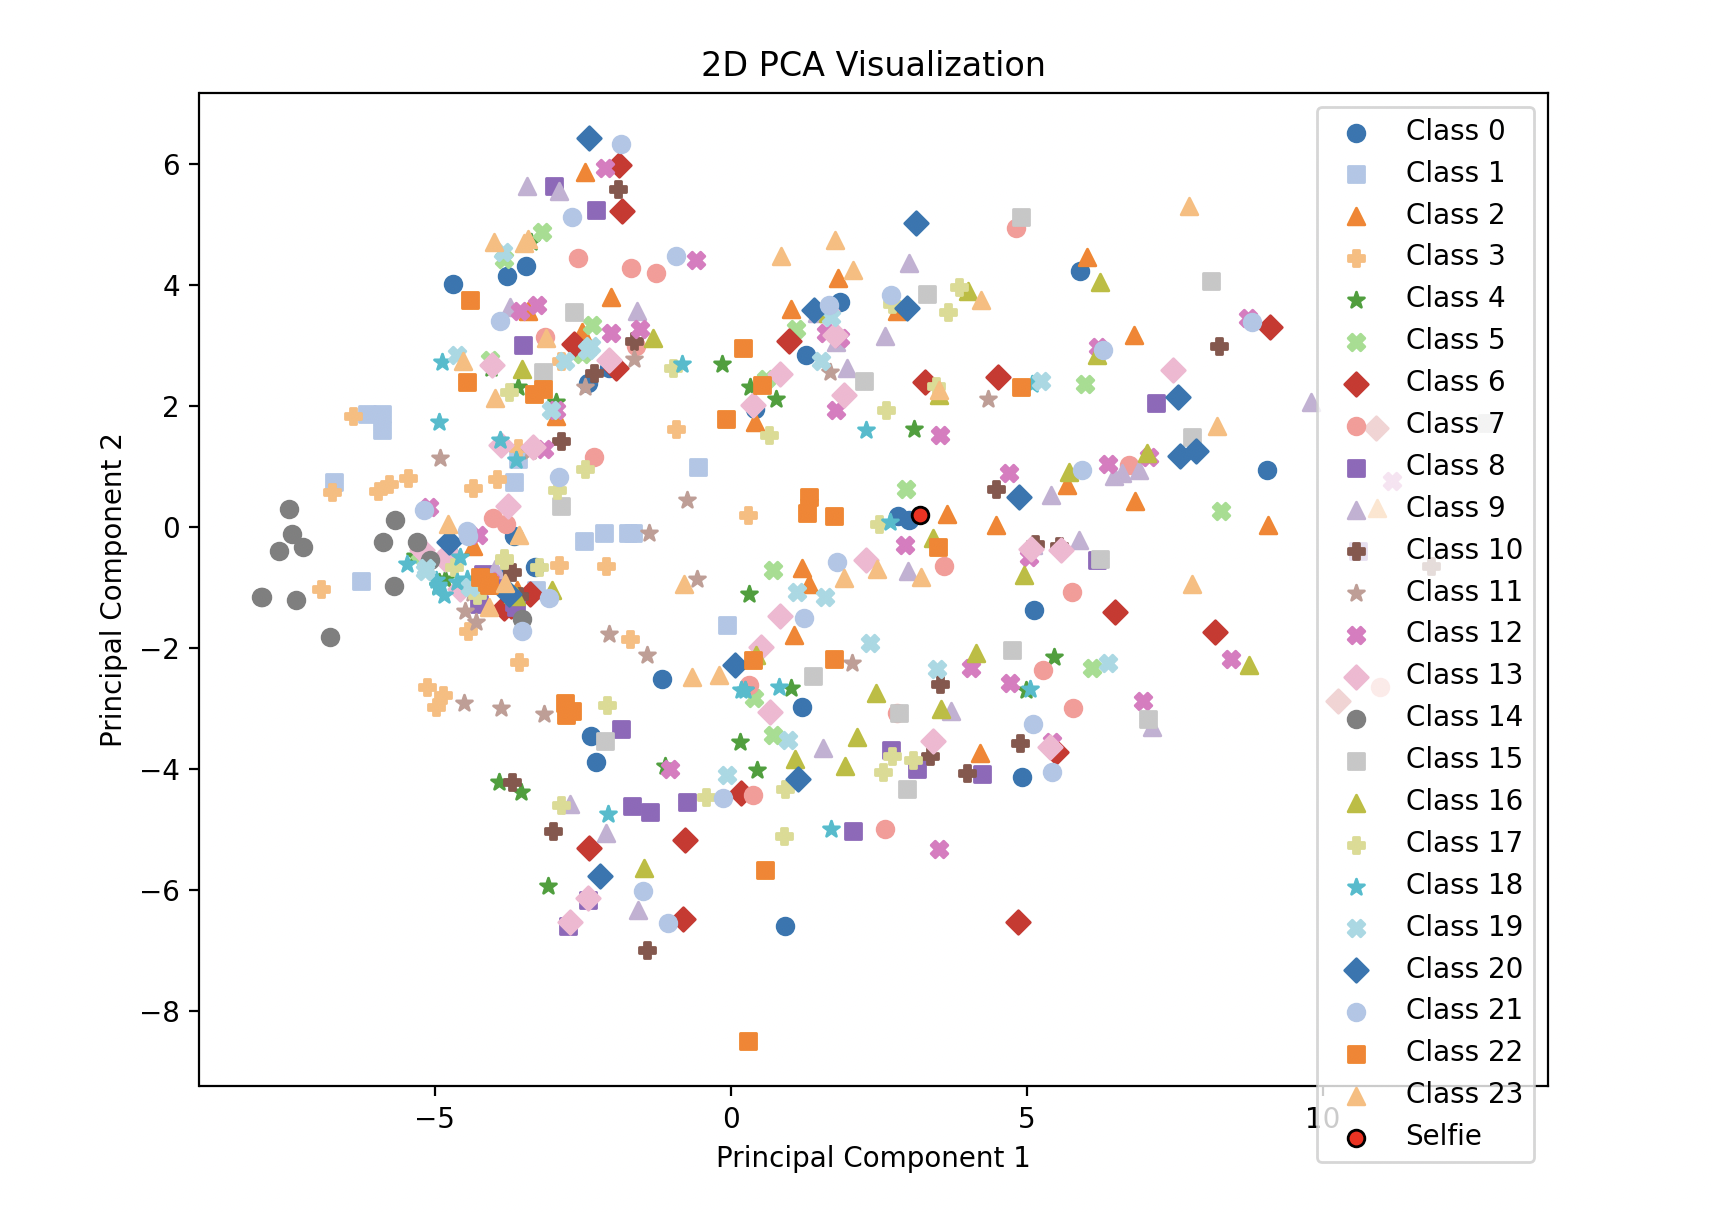 2D PCA Visualization
Principal Component 2
6
4
2
0
−2
−4
−6
−8
−5
0
5
10
Principal Component 1
Class 0
Class 1
Class 2
Class 3
Class 4
Class 5
Class 6
Class 7
Class 8
Class 9
Class 10
Class 11
Class 12
Class 13
Class 14
Class 15
Class 16
Class 17
Class 18
Class 19
Class 20
Class 21
Class 22
Class 23
Selfie